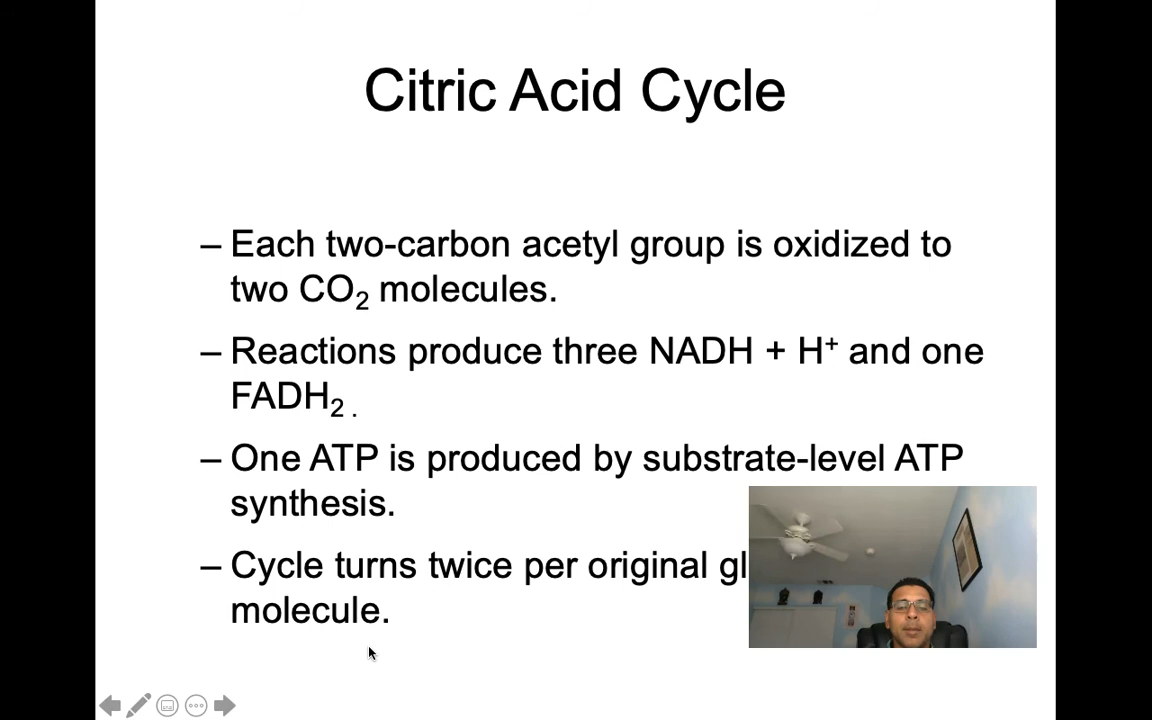 Citric Acid Cycle
– Each two-carbon acetyl group is oxidized to
two CO₂ molecules.
– Reactions produce three NADH + H⁺ and one
FADH₂ .
– One ATP is produced by substrate-level ATP
synthesis.
– Cycle turns twice per original gl
molecule.